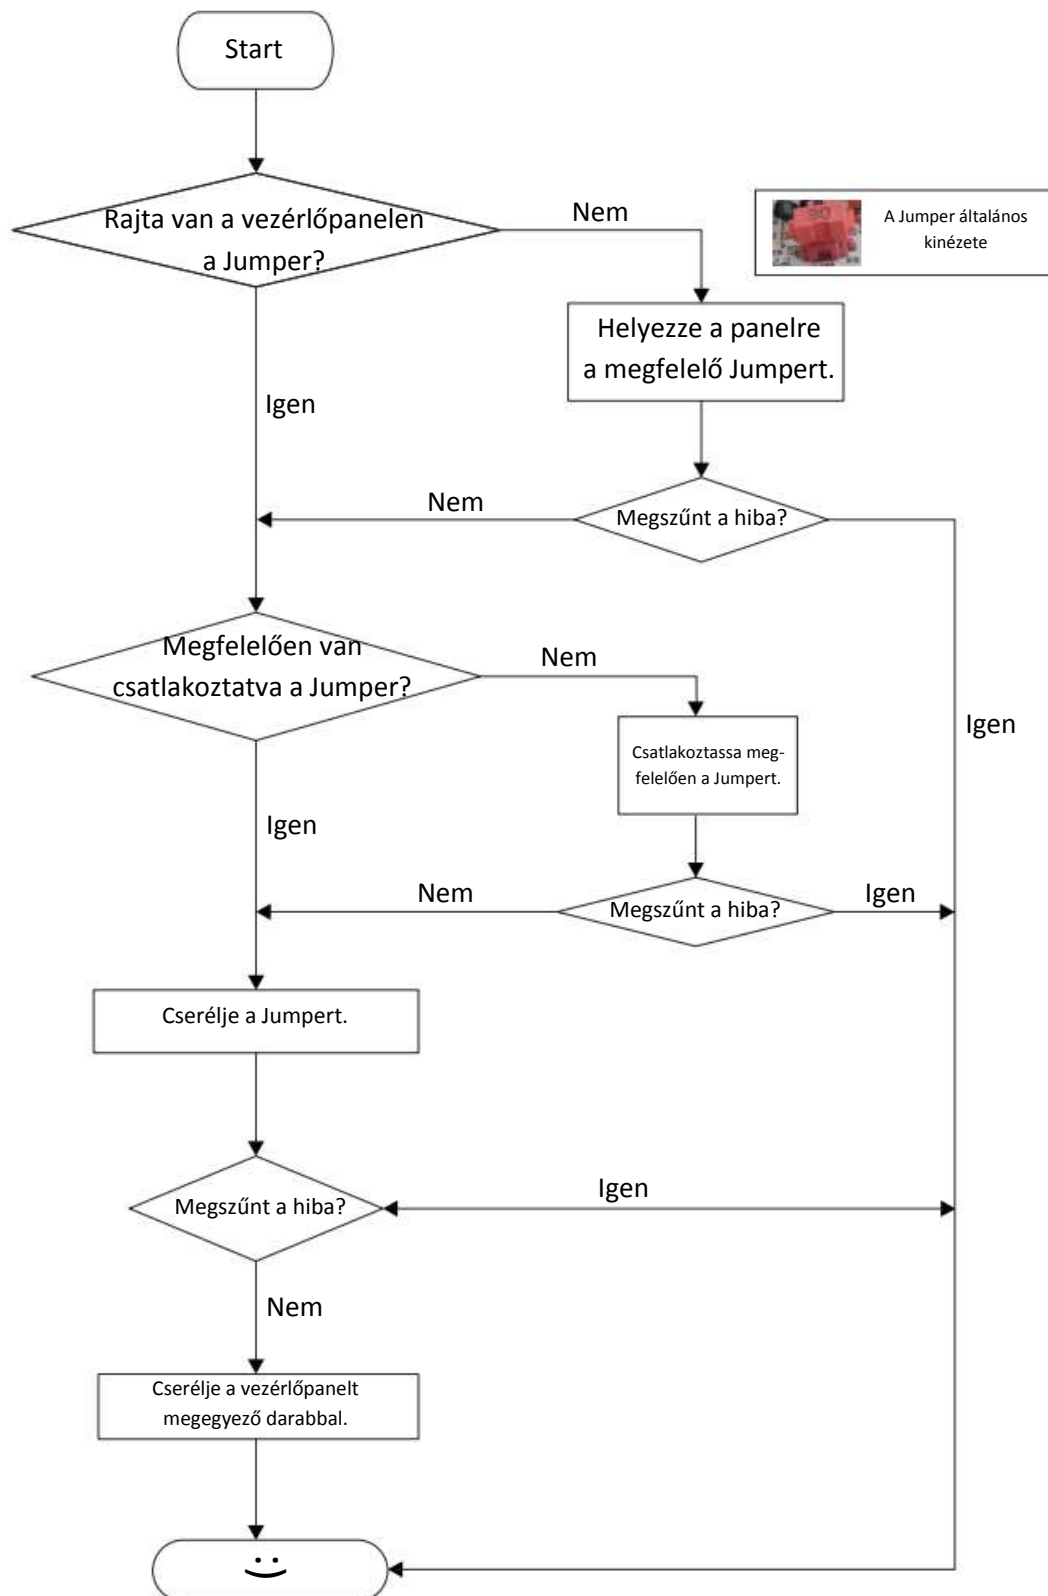 Start
Rajta van a vezérlőpanelen
a Jumper?
Nem
A Jumper általános
kinézete
Helyezze a panelre
a megfelelő Jumpert.
Igen
Nem
Megszűnt a hiba?
Megfelelően van
csatlakoztatva a Jumper?
Nem
Igen
Csatlakoztassa meg-
felelően a Jumpert.
Igen
Nem
Megszűnt a hiba?
Igen
Cserélje a Jumpert.
Megszűnt a hiba?
Igen
Nem
Cserélje a vezérlőpanelt
megegyező darabbal.